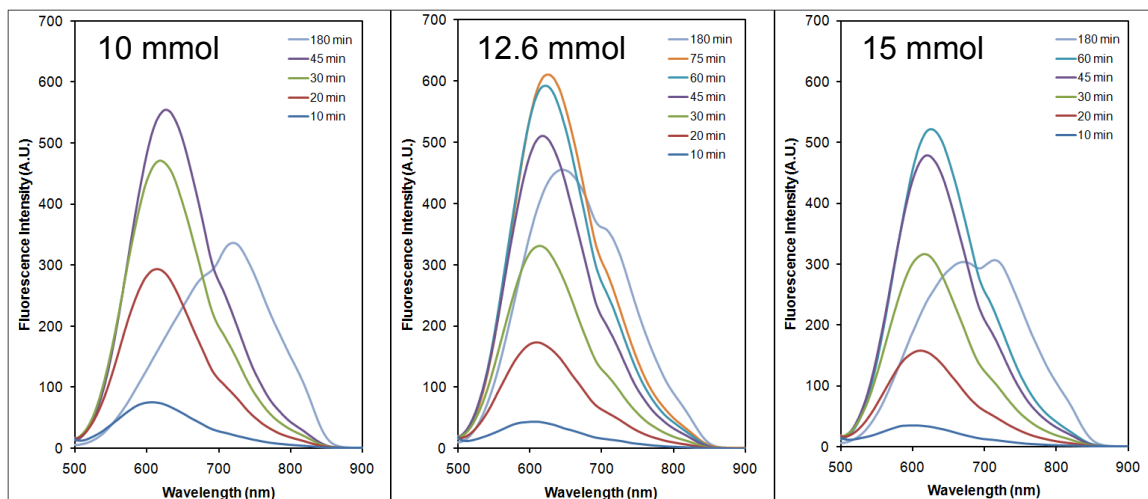 10 mmol
700
600
500
400
300
200
100
0
Fluorescence Intensity (A.U.)
180 min
45 min
30 min
20 min
10 min
500 600 700 800 900
Wavelength (nm)
12.6 mmol
700
600
500
400
300
200
100
0
Fluorescence Intensity (A.U.)
180 min
75 min
60 min
45 min
30 min
20 min
10 min
500 600 700 800 900
Wavelength (nm)
15 mmol
700
600
500
400
300
200
100
0
Fluorescence Intensity (A.U.)
180 min
60 min
45 min
30 min
20 min
10 min
500 600 700 800 900
Wavelength (nm)